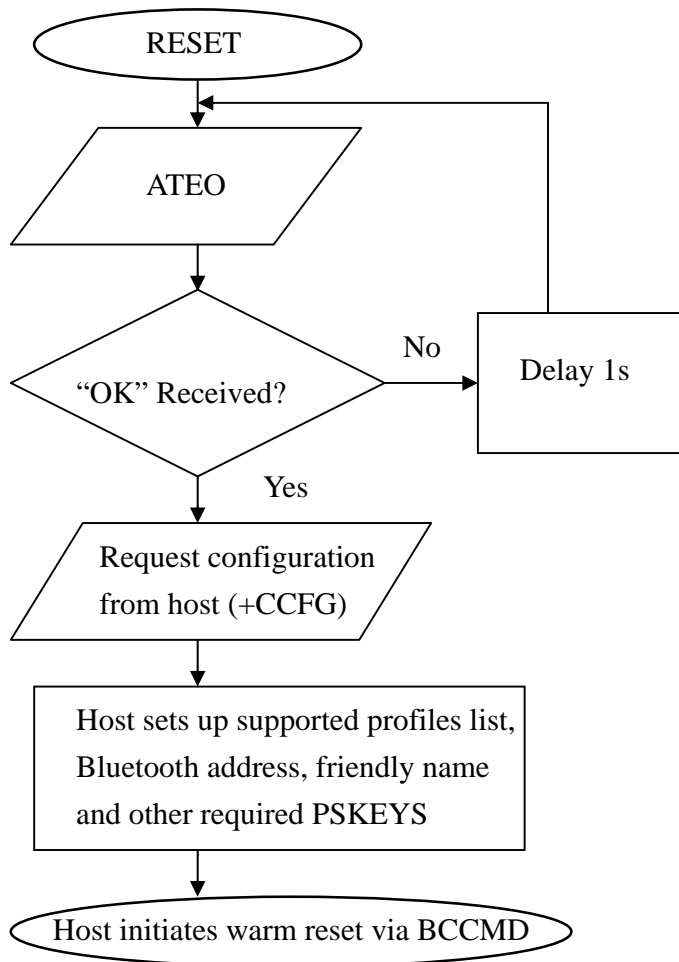 RESET
ATEO
“OK” Received?
No
Delay 1s
Yes
Request configuration
from host (+CCFG)
Host sets up supported profiles list,
Bluetooth address, friendly name
and other required PSKEYS
Host initiates warm reset via BCCMD